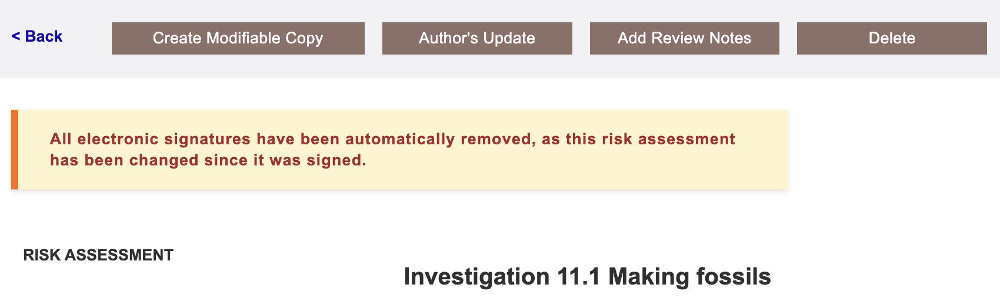 < Back
Create Modifiable Copy
Author's Update
Add Review Notes
Delete
All electronic signatures have been automatically removed, as this risk assessment
has been changed since it was signed.
RISK ASSESSMENT
Investigation 11.1 Making fossils